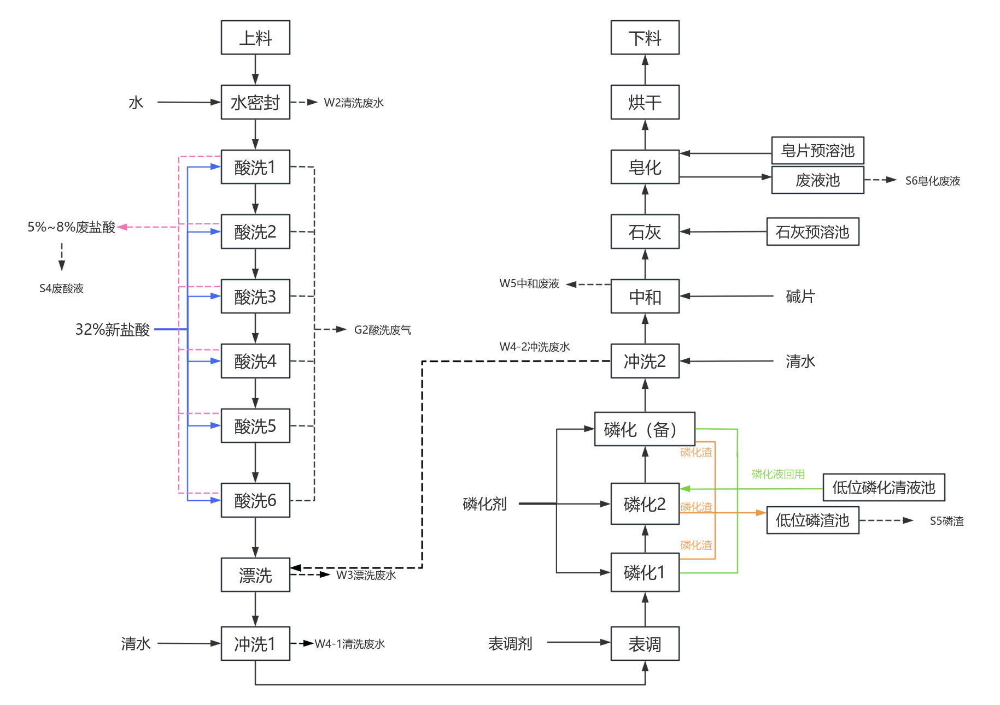 上料
水
水密封
W2清洗废水
酸洗1
酸洗2
5%~8%废盐酸
S4废酸液
酸洗3
32%新盐酸
G2酸洗废气
酸洗4
酸洗5
酸洗6
漂洗
W3漂洗废水
清水
冲洗1
W4-1清洗废水
下料
烘干
皂化
皂片预溶池
废液池
S6皂化废液
石灰
石灰预溶池
W5中和废液
中和
碱片
W4-2冲洗废水
冲洗2
清水
磷化（备）
磷化渣
磷化液回用
低位磷化清液池
磷化剂
磷化2
磷化渣
低位磷渣池
S5磷渣
磷化渣
磷化1
表调剂
表调